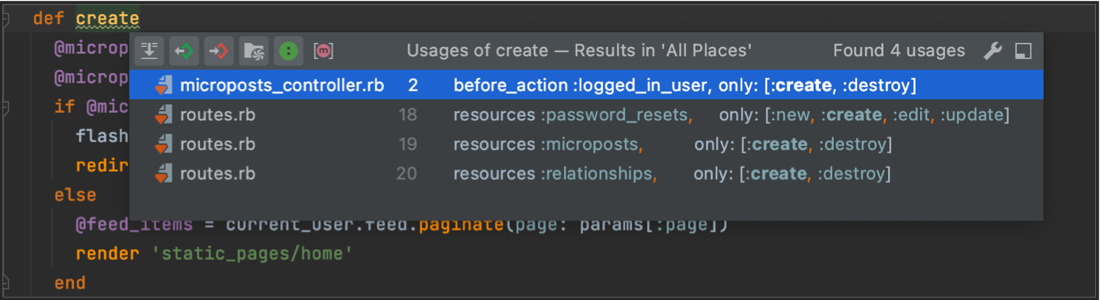 def create
@microp
Usages of create — Results in 'All Places' Found 4 usages
@microp
microposts_controller.rb 2 before_action :logged_in_user, only: [:create, :destroy]
if @mic
routes.rb 18 resources :password_resets, only: [:new, :create, :edit, :update]
flash
routes.rb 19 resources :microposts, only: [:create, :destroy]
redir
routes.rb 20 resources :relationships, only: [:create, :destroy]
else
@feed_items = current_user.feed.paginate(page: params[:page])
render 'static_pages/home'
end